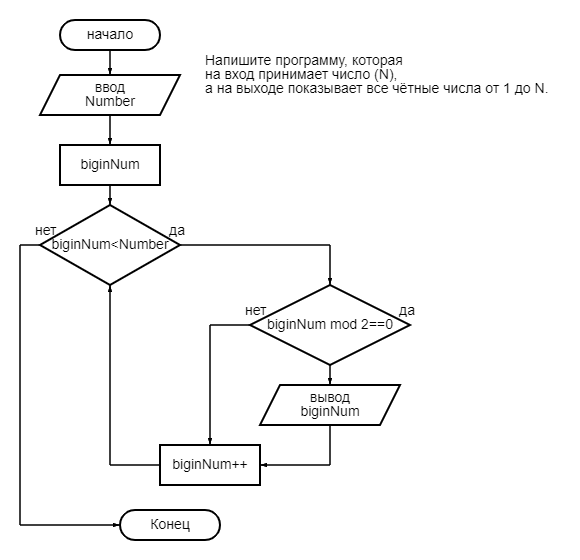 начало
Напишите программу, которая
на вход принимает число (N),
а на выходе показывает все чётные числа от 1 до N.
ввод
Number
biginNum
нет
да
biginNum<Number
нет
да
biginNum mod 2==0
вывод
biginNum
biginNum++
Конец